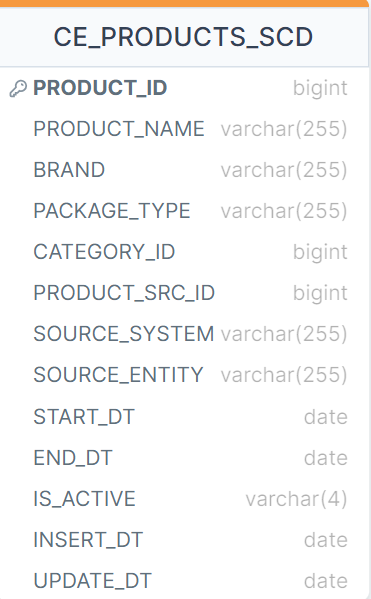 CE_PRODUCTS_SCD
PRODUCT_ID bigint
PRODUCT_NAME varchar(255)
BRAND varchar(255)
PACKAGE_TYPE varchar(255)
CATEGORY_ID bigint
PRODUCT_SRC_ID bigint
SOURCE_SYSTEM varchar(255)
SOURCE_ENTITY varchar(255)
START_DT date
END_DT date
IS_ACTIVE varchar(4)
INSERT_DT date
UPDATE_DT date